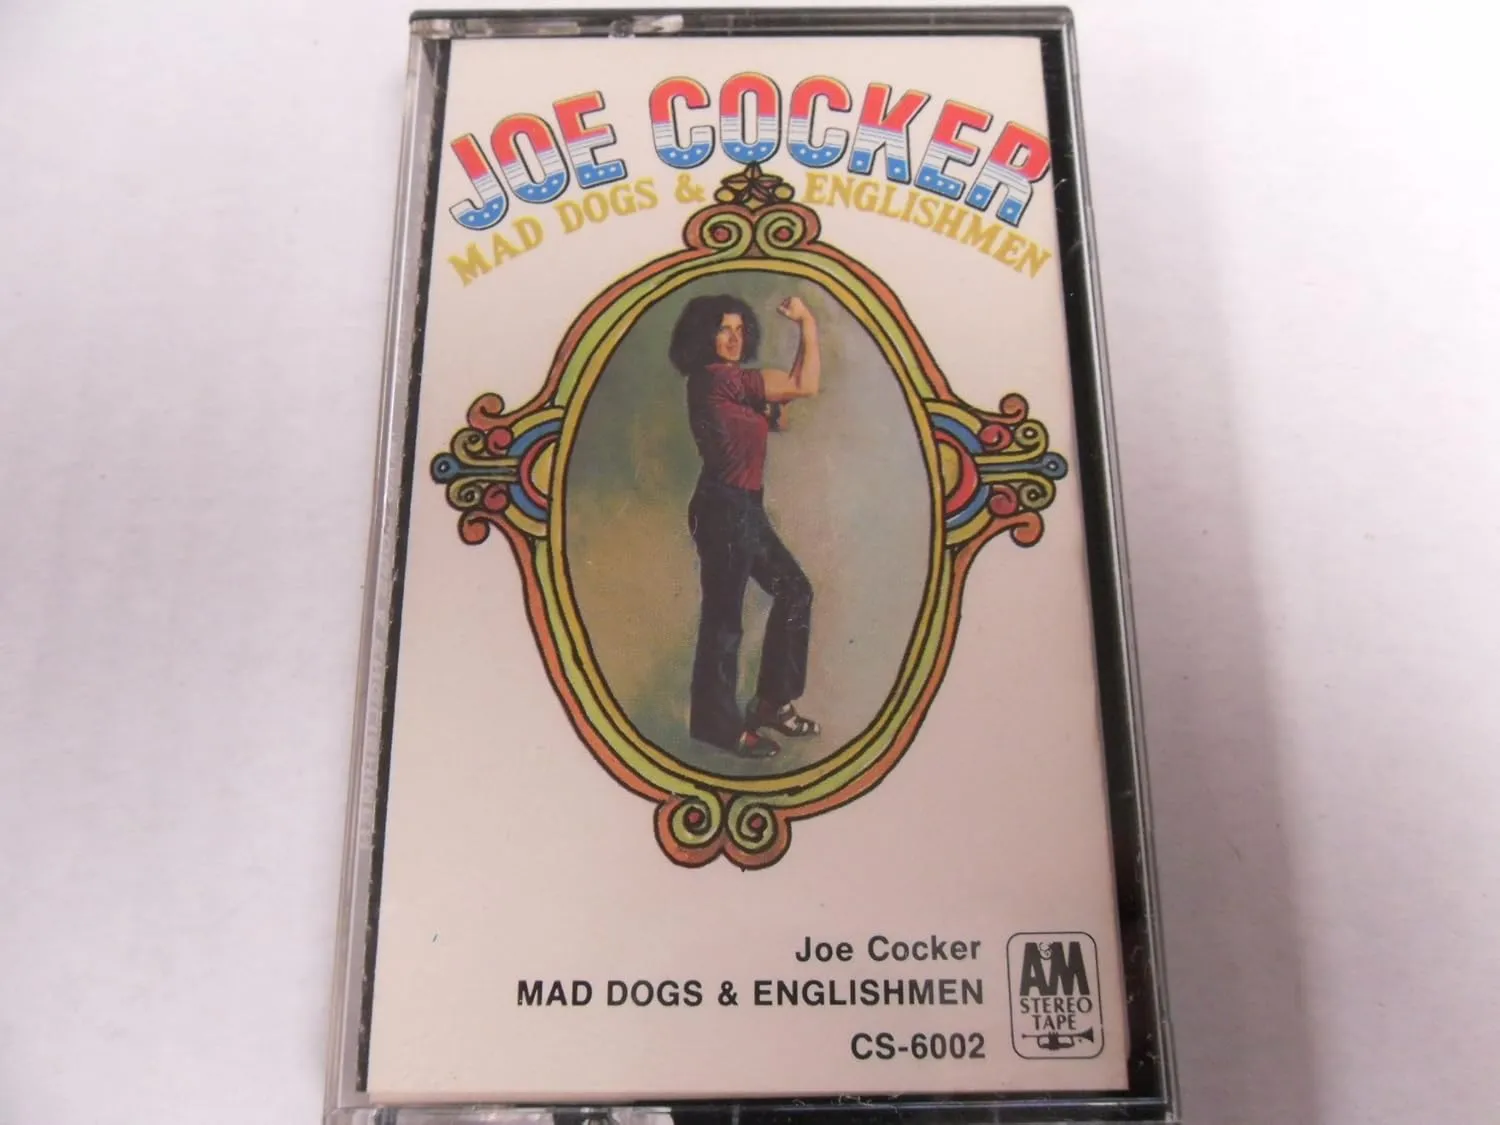 JOE COCKER
MAD DOGS & ENGLISHMEN
Joe Cocker
MAD DOGS & ENGLISHMEN
CS-6002
A&M
STEREO
TAPE